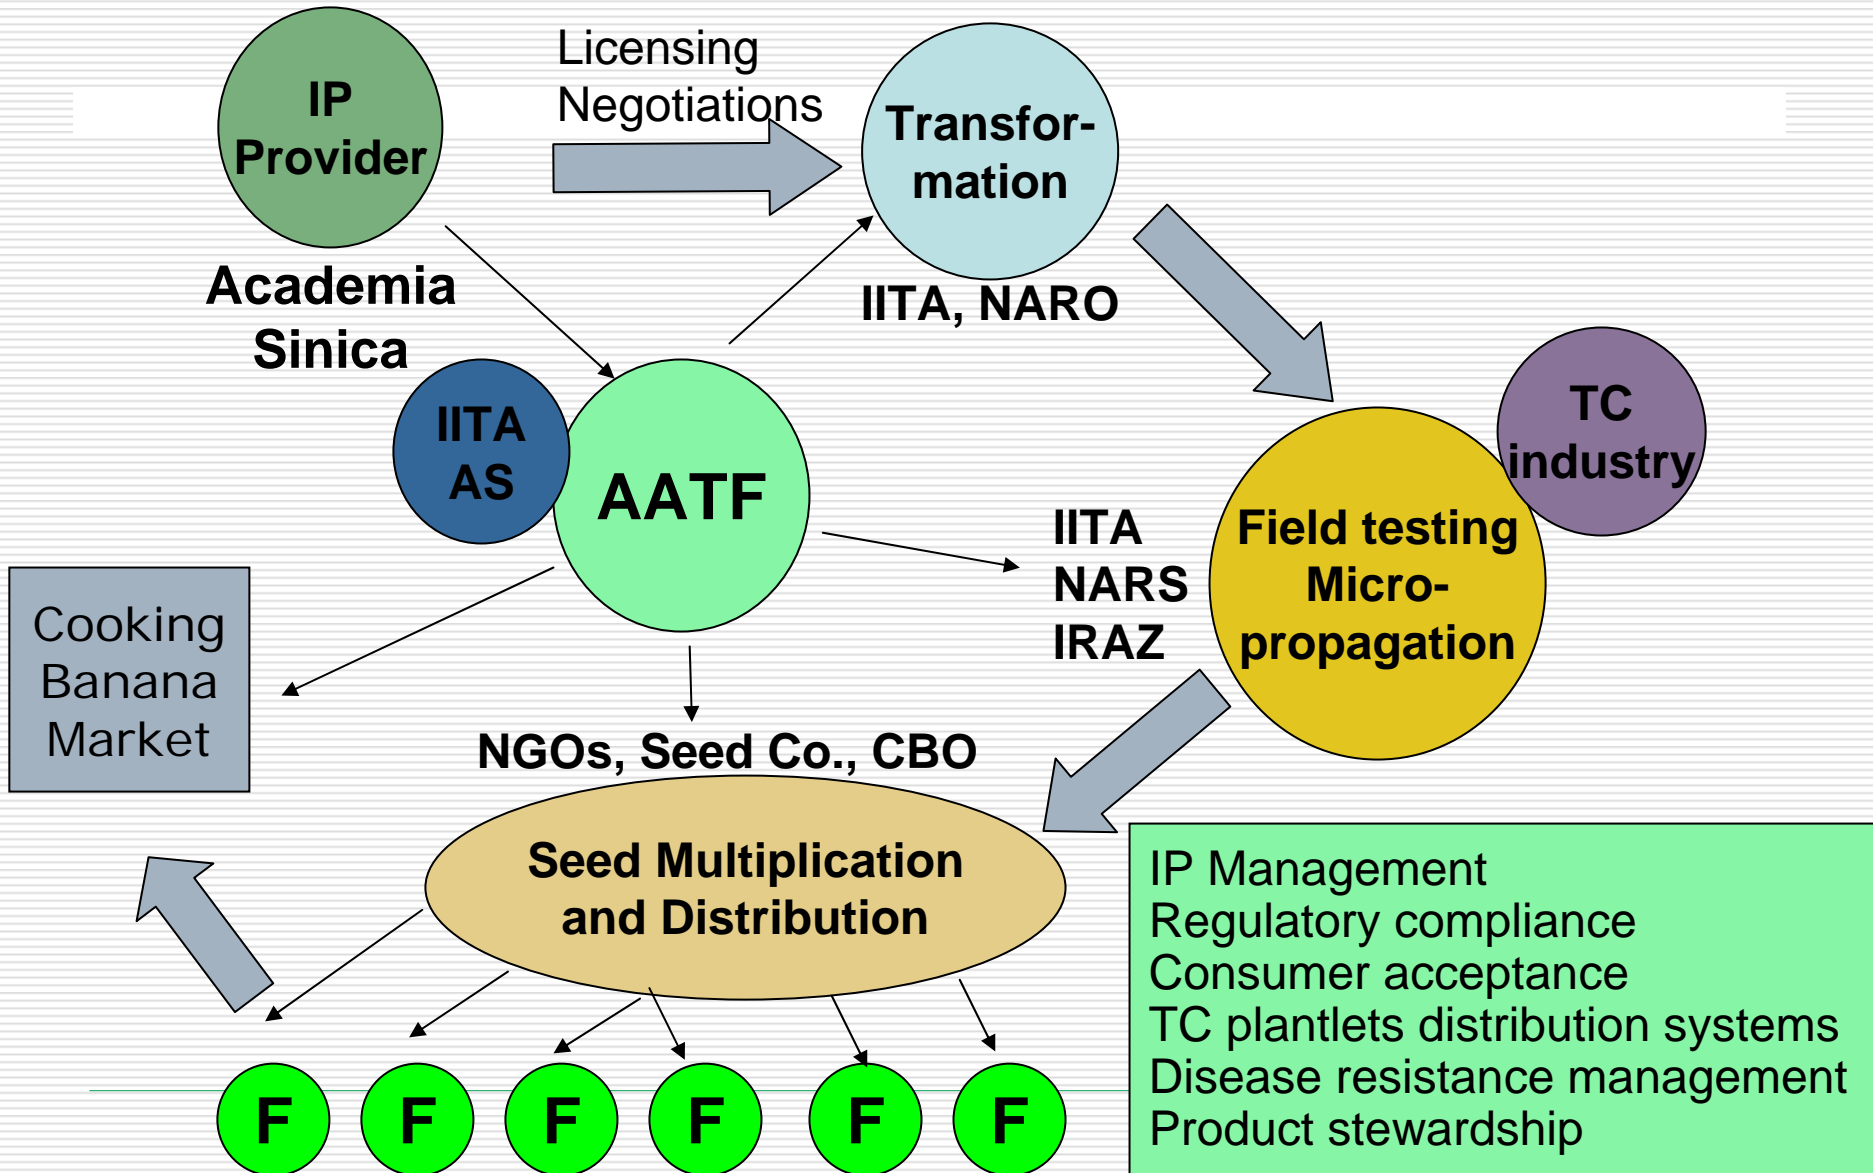 IP
Provider
Licensing
Negotiations
Transfor-
mation
Academia
Sinica
IITA, NARO
IITA
AS
AATF
TC
industry
IITA
NARS
IRAZ
Field testing
Micro-
propagation
Cooking
Banana
Market
NGOs, Seed Co., CBO
Seed Multiplication
and Distribution
IP Management
Regulatory compliance
Consumer acceptance
TC plantlets distribution systems
Disease resistance management
Product stewardship
F F F F F F